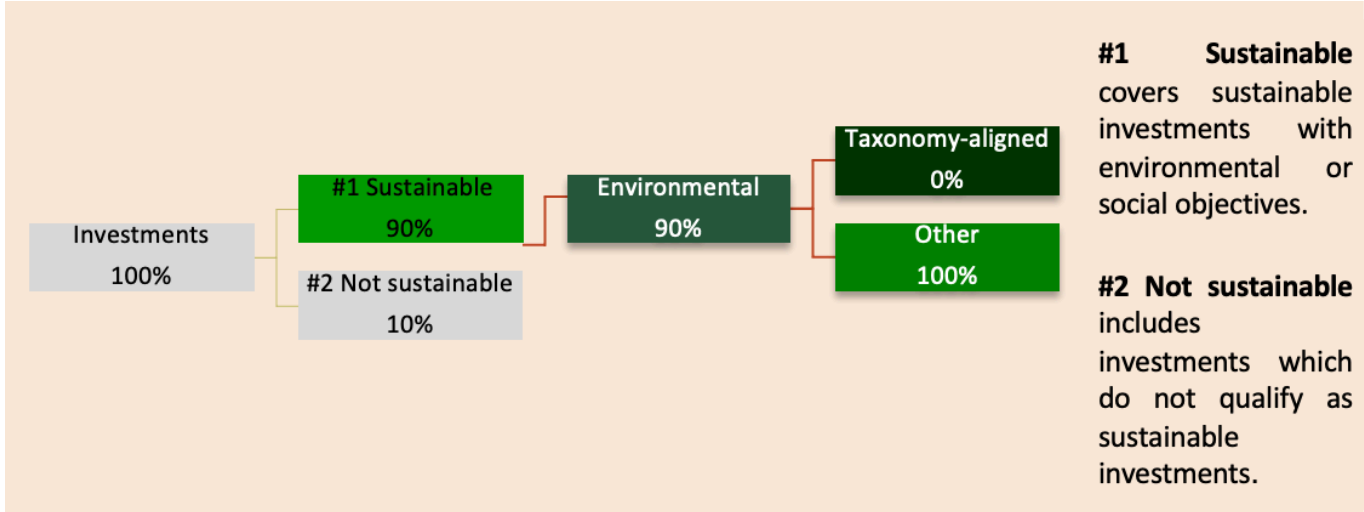 Investments
100%
#1 Sustainable
90%
#2 Not sustainable
10%
Environmental
90%
Taxonomy-aligned
0%
Other
100%
#1 Sustainable
covers sustainable
investments with
environmental or
social objectives.
#2 Not sustainable
includes
investments which
do not qualify as
sustainable
investments.